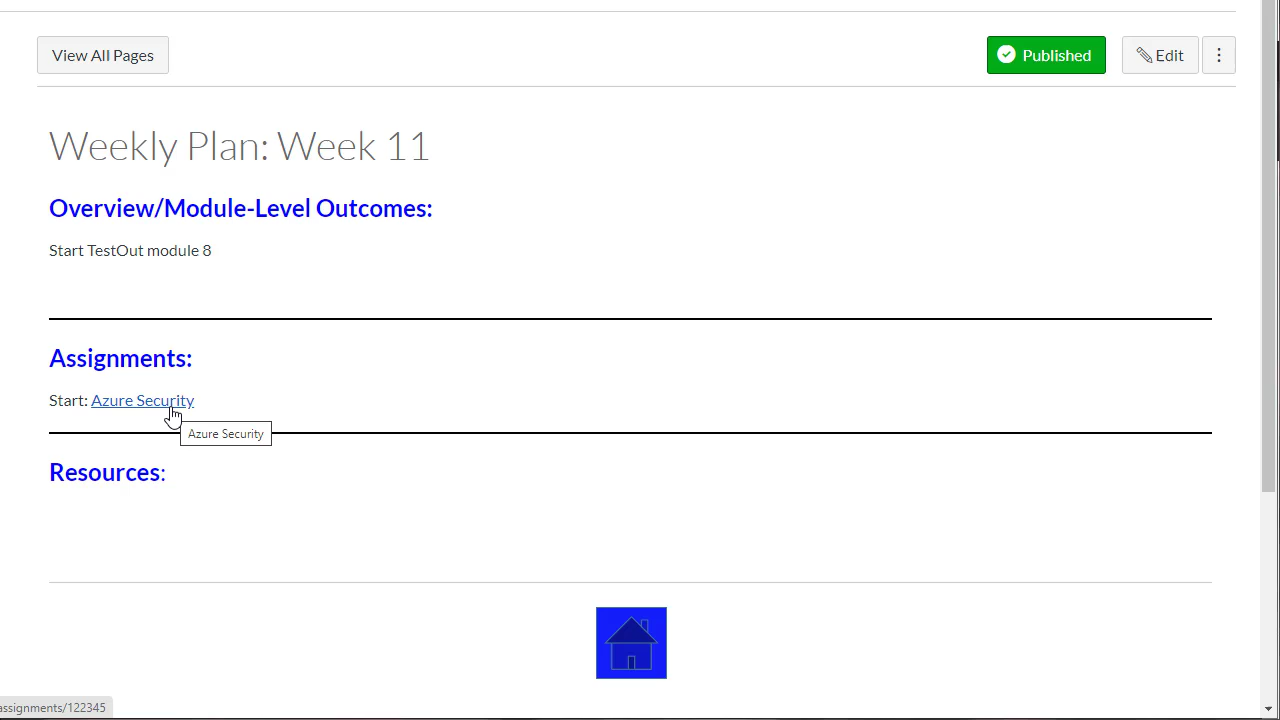 View All Pages
Published
Edit
Weekly Plan: Week 11
Overview/Module-Level Outcomes:
Start TestOut module 8
Assignments:
Start: Azure Security
Azure Security
Resources:
ssignments/122345